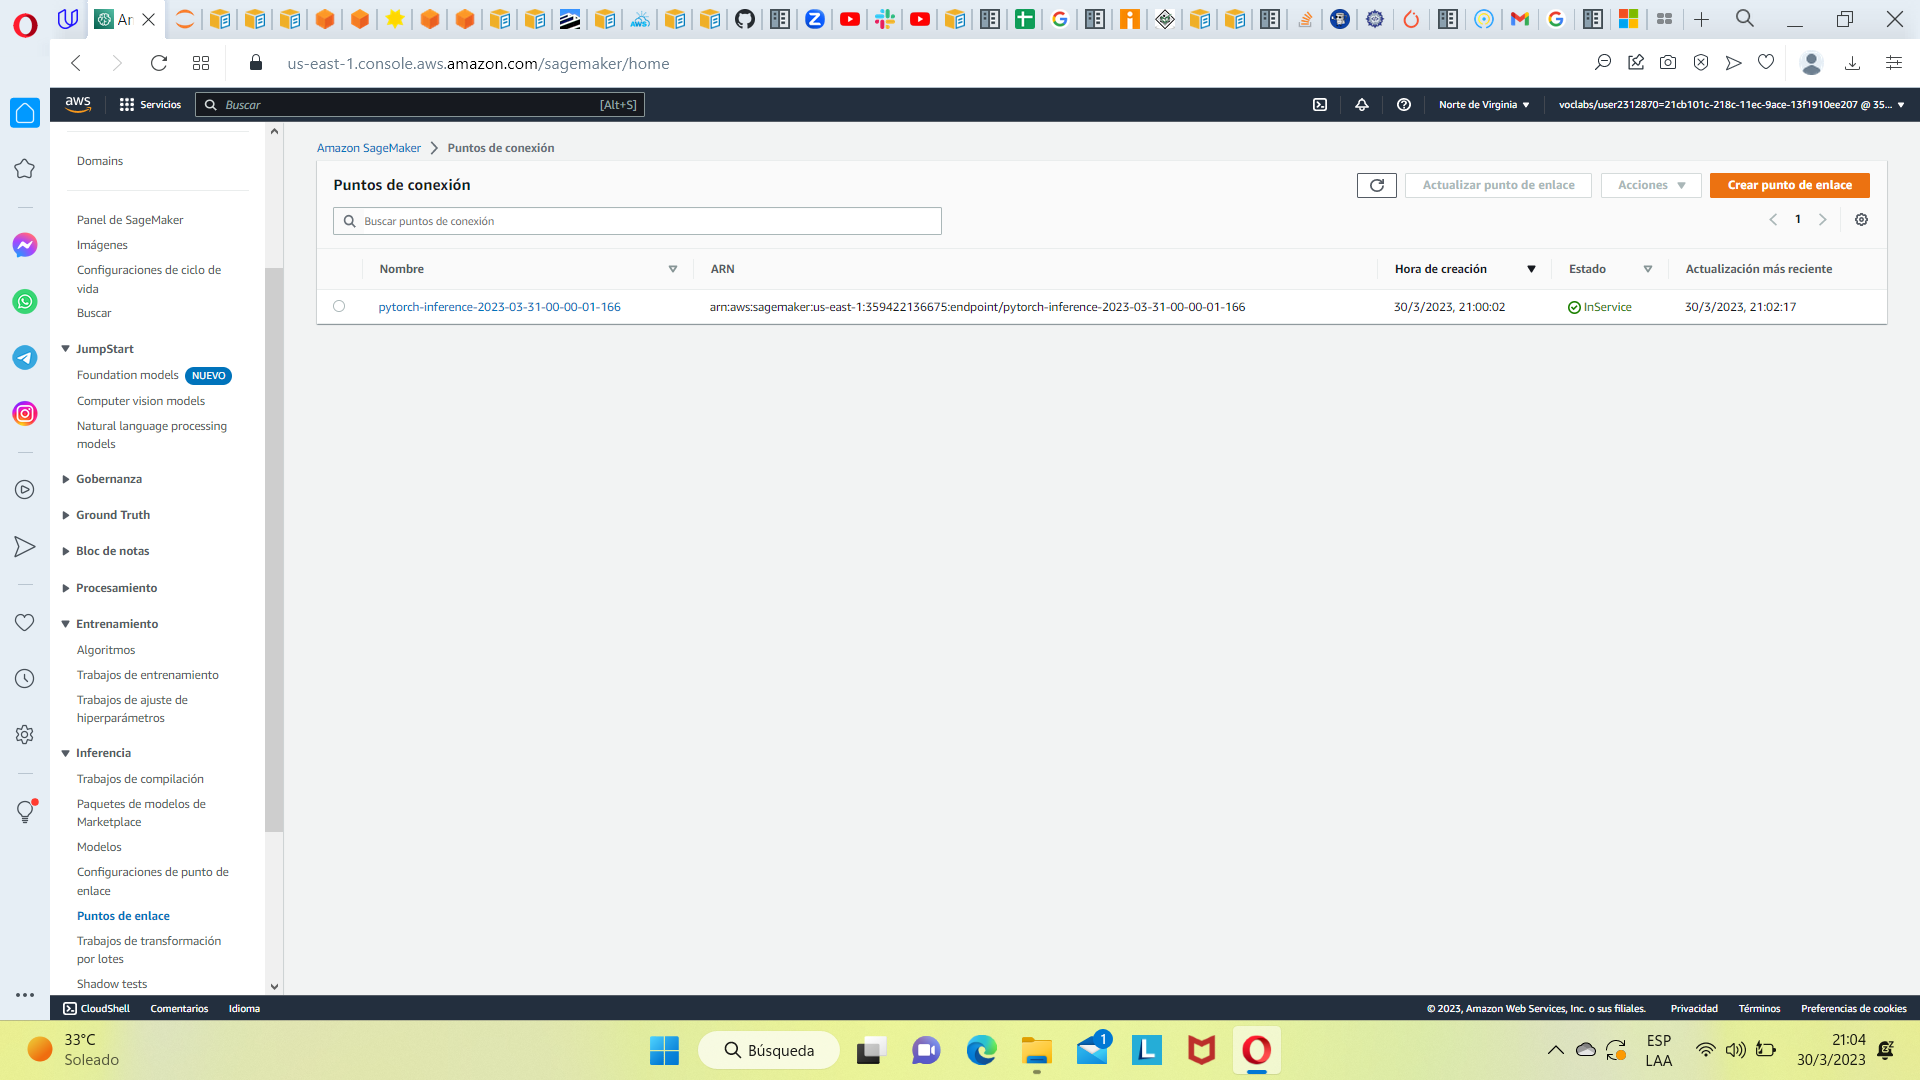 Ar
us-east-1.console.aws.amazon.com/sagemaker/home
aws
Servicios
Buscar
[Alt+S]
Norte de Virginia
voclabs/user2312870=21cb101c-218c-11ec-9ace-13f1910ee207 @ 35...
Domains
Panel de SageMaker
Imágenes
Configuraciones de ciclo de
vida
Buscar
JumpStart
Foundation models NUEVO
Computer vision models
Natural language processing
models
Gobernanza
Ground Truth
Bloc de notas
Procesamiento
Entrenamiento
Algoritmos
Trabajos de entrenamiento
Trabajos de ajuste de
hiperparámetros
Inferencia
Trabajos de compilación
Paquetes de modelos de
Marketplace
Modelos
Configuraciones de punto de
enlace
Puntos de enlace
Trabajos de transformación
por lotes
Shadow tests
Amazon SageMaker
Puntos de conexión
Puntos de conexión
Actualizar punto de enlace
Acciones
Crear punto de enlace
Buscar puntos de conexión
1
Nombre
ARN
Hora de creación
Estado
Actualización más reciente
pytorch-inference-2023-03-31-00-00-01-166
arn:aws:sagemaker:us-east-1:359422136675:endpoint/pytorch-inference-2023-03-31-00-00-01-166
30/3/2023, 21:00:02
InService
30/3/2023, 21:02:17
CloudShell
Comentarios
Idioma
© 2023, Amazon Web Services, Inc. o sus filiales.
Privacidad
Términos
Preferencias de cookies
33°C
Soleado
Búsqueda
1
ESP
LAA
21:04
30/3/2023